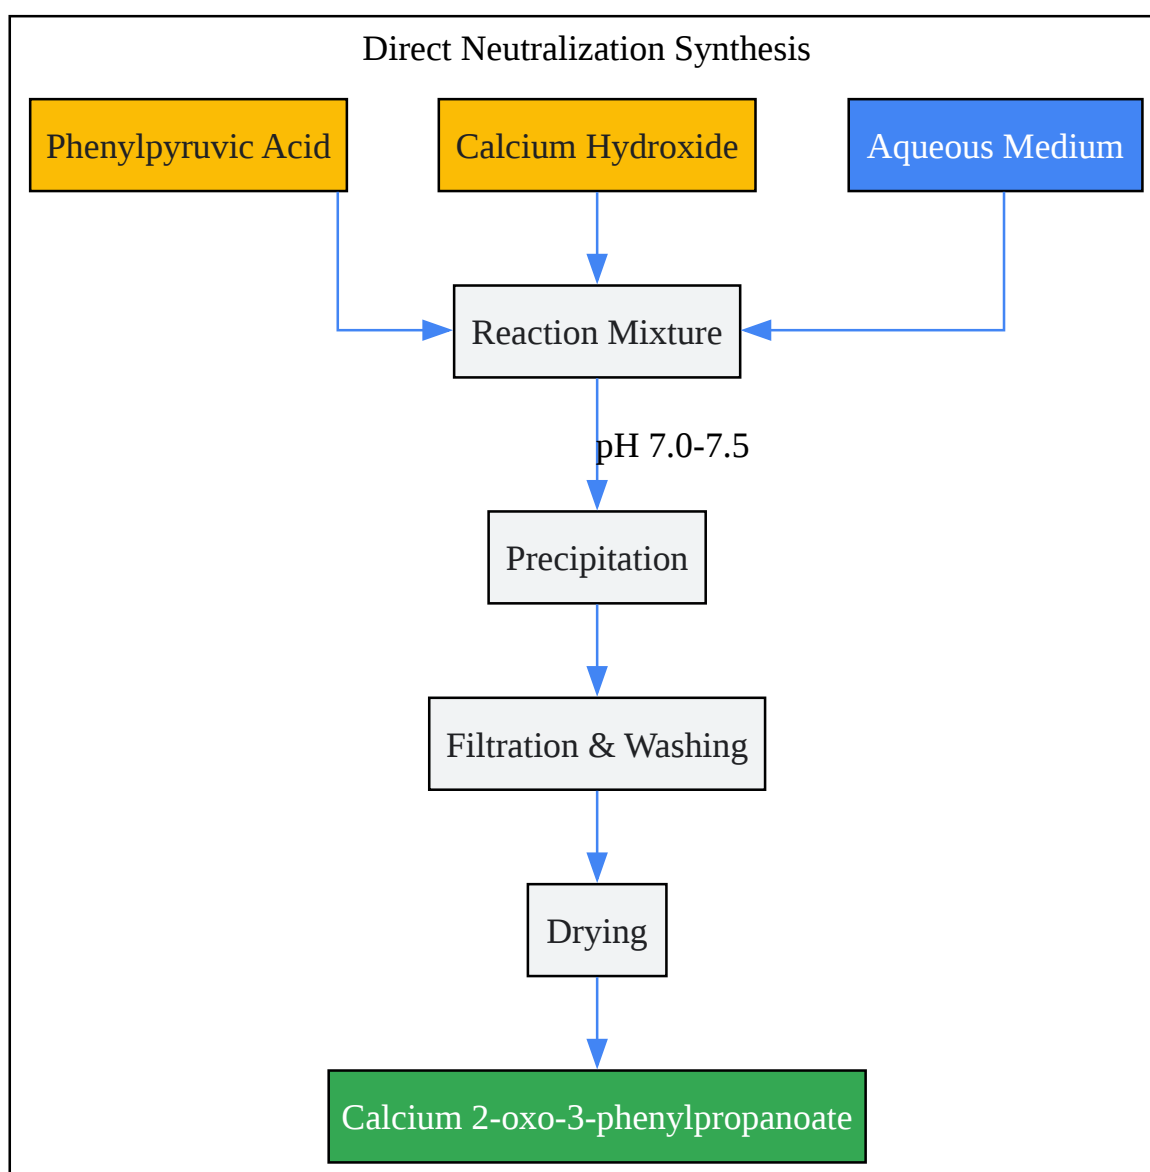 Direct Neutralization Synthesis
Phenylpyruvic Acid
Calcium Hydroxide
Aqueous Medium
Reaction Mixture
pH 7.0-7.5
Precipitation
Filtration & Washing
Drying
Calcium 2-oxo-3-phenylpropanoate